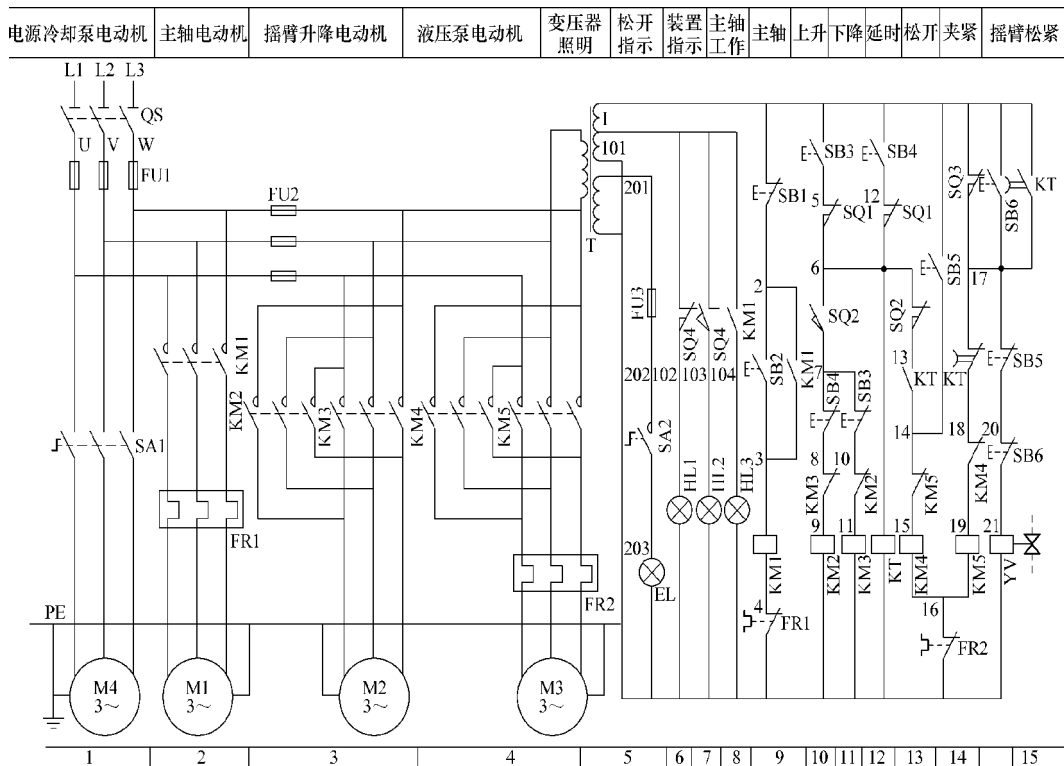 电源冷却泵电动机 主轴电动机 摇臂升降电动机 液压泵电动机 变压器照明 松开指示 装置指示 主轴工作 主轴 上升 下降 延时 松开 夹紧 摇臂松紧
L1 L2 L3
QS
U V W
FU1
FU2
I
101
201
T
SB3 SB4
SQ3
KT
SB1
5 12
SQ1 SQ1
SB6
6
SB5
17
2
FU3
SQ4 SQ4
KM1
SQ2
SQ2
KM1
202 102 103 104
SB2
KM1
7
13
KT
KT
SB5
KM2 KM3 KM4 KM5
SB4 SB3
14
18 20
SA1
SA2
3
8 10
SB6
HL1 HL2 HL3
KM3 KM2
KM5
KM4
FR1
203
9 11 15 19 21
EL
KM1
KM2 KM3 KT KM4 KM5 YV
FR2
PE
4
FR1
16
FR2
M4
3～
M1
3～
M2
3～
M3
3～
1 2 3 4 5 6 7 8 9 10 11 12 13 14 15